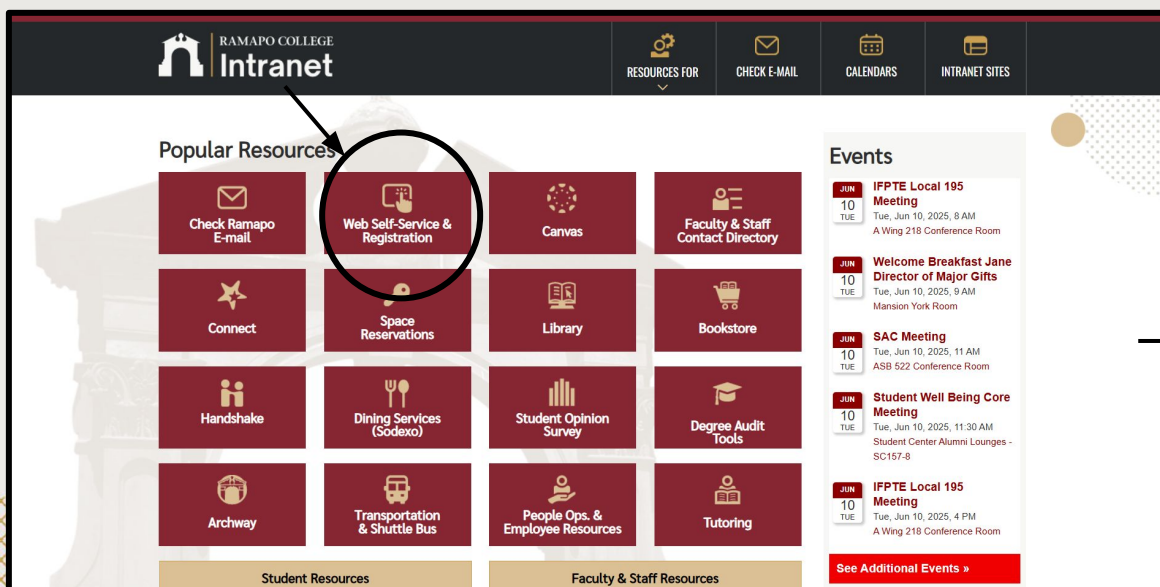 RAMAPO COLLEGE
Intranet
RESOURCES FOR
CHECK E-MAIL
CALENDARS
INTRANET SITES
Popular Resources
Check Ramapo
E-mail
Web Self-Service &
Registration
Canvas
Faculty & Staff
Contact Directory
Connect
Space
Reservations
Library
Bookstore
Handshake
Dining Services
(Sodexo)
Student Opinion
Survey
Degree Audit
Tools
Archway
Transportation
& Shuttle Bus
People Ops. &
Employee Resources
Tutoring
Student Resources
Faculty & Staff Resources
Events
JUN
10
TUE
IFPTE Local 195
Meeting
Tue, Jun 10, 2025, 8 AM
A Wing 218 Conference Room
JUN
10
TUE
Welcome Breakfast Jane
Director of Major Gifts
Tue, Jun 10, 2025, 9 AM
Mansion York Room
JUN
10
TUE
SAC Meeting
Tue, Jun 10, 2025, 11 AM
ASB 522 Conference Room
JUN
10
TUE
Student Well Being Core
Meeting
Tue, Jun 10, 2025, 11:30 AM
Student Center Alumni Lounges -
SC157-8
JUN
10
TUE
IFPTE Local 195
Meeting
Tue, Jun 10, 2025, 4 PM
A Wing 218 Conference Room
See Additional Events »